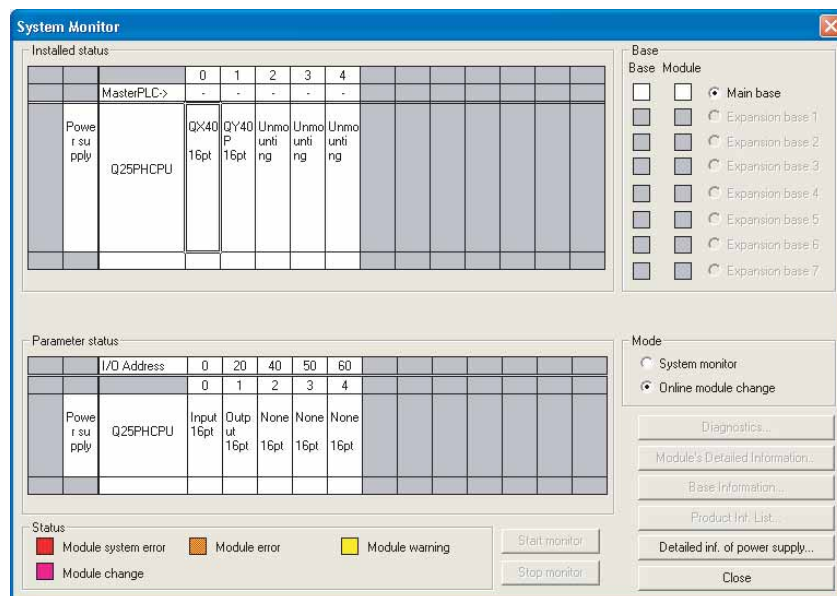 System Monitor
Installed status
0 1 2 3 4
MasterPLC-> - - - - -
Powe
r su
pply
Q25PHCPU
QX40
16pt
QY40
P
16pt
Unmo
unti
ng
Unmo
unti
ng
Unmo
unti
ng
Base
Base Module
Main base
Expansion base 1
Expansion base 2
Expansion base 3
Expansion base 4
Expansion base 5
Expansion base 6
Expansion base 7
Parameter status
I/O Address 0 20 40 50 60
0 1 2 3 4
Powe
r su
pply
Q25PHCPU
Input
16pt
Outp
ut
16pt
None
16pt
None
16pt
None
16pt
Mode
System monitor
Online module change
Diagnostics...
Module's Detailed Information...
Base Information...
Product Inf. List...
Detailed inf. of power supply...
Close
Status
Module system error
Module error
Module warning
Module change
Start monitor
Stop monitor